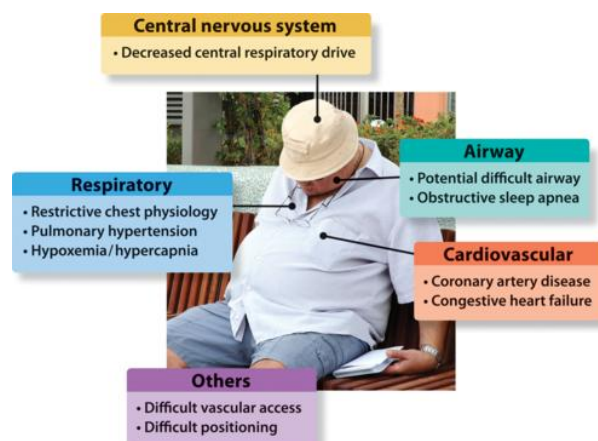 Central nervous system
• Decreased central respiratory drive
Airway
• Potential difficult airway
• Obstructive sleep apnea
Respiratory
• Restrictive chest physiology
• Pulmonary hypertension
• Hypoxemia/hypercapnia
Cardiovascular
• Coronary artery disease
• Congestive heart failure
Others
• Difficult vascular access
• Difficult positioning